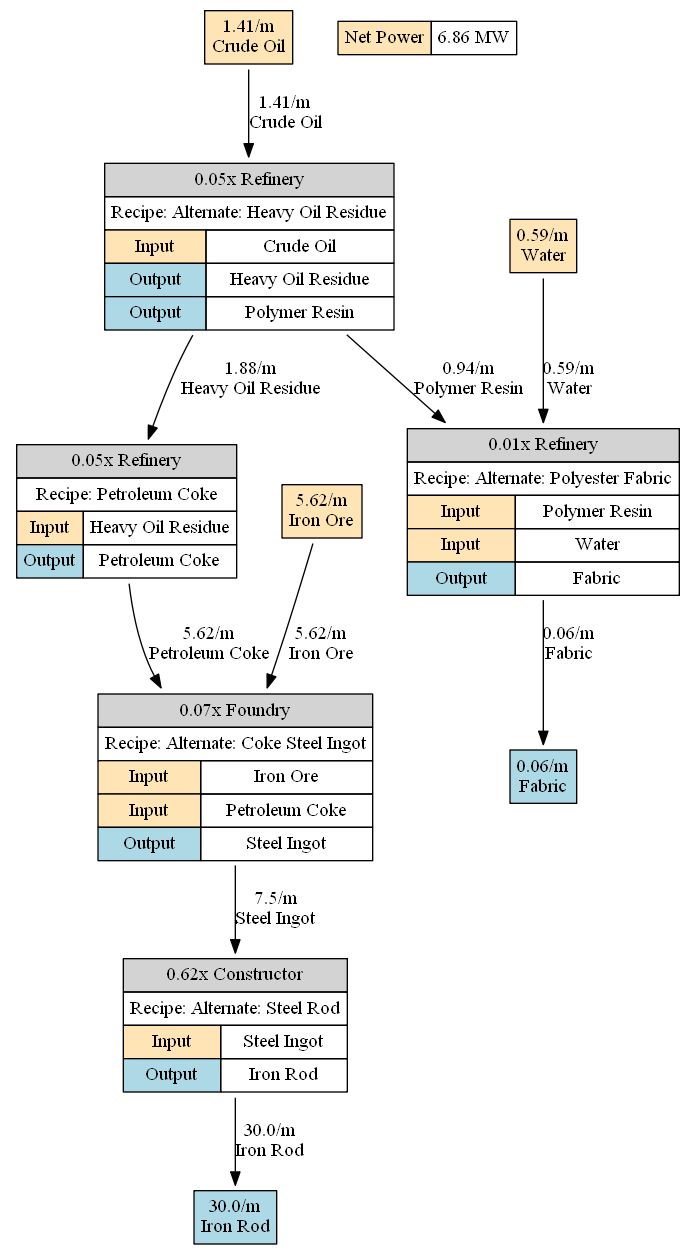 1.41/m
Crude Oil
Net Power 6.86 MW
1.41/m
Crude Oil
0.05x Refinery
Recipe: Alternate: Heavy Oil Residue
Input Crude Oil
Output Heavy Oil Residue
Output Polymer Resin
0.59/m
Water
1.88/m
Heavy Oil Residue
0.94/m
Polymer Resin
0.59/m
Water
0.05x Refinery
Recipe: Petroleum Coke
Input Heavy Oil Residue
Output Petroleum Coke
5.62/m
Iron Ore
0.01x Refinery
Recipe: Alternate: Polyester Fabric
Input Polymer Resin
Input Water
Output Fabric
5.62/m
Petroleum Coke
5.62/m
Iron Ore
0.06/m
Fabric
0.07x Foundry
Recipe: Alternate: Coke Steel Ingot
Input Iron Ore
Input Petroleum Coke
Output Steel Ingot
0.06/m
Fabric
7.5/m
Steel Ingot
0.62x Constructor
Recipe: Alternate: Steel Rod
Input Steel Ingot
Output Iron Rod
30.0/m
Iron Rod
30.0/m
Iron Rod